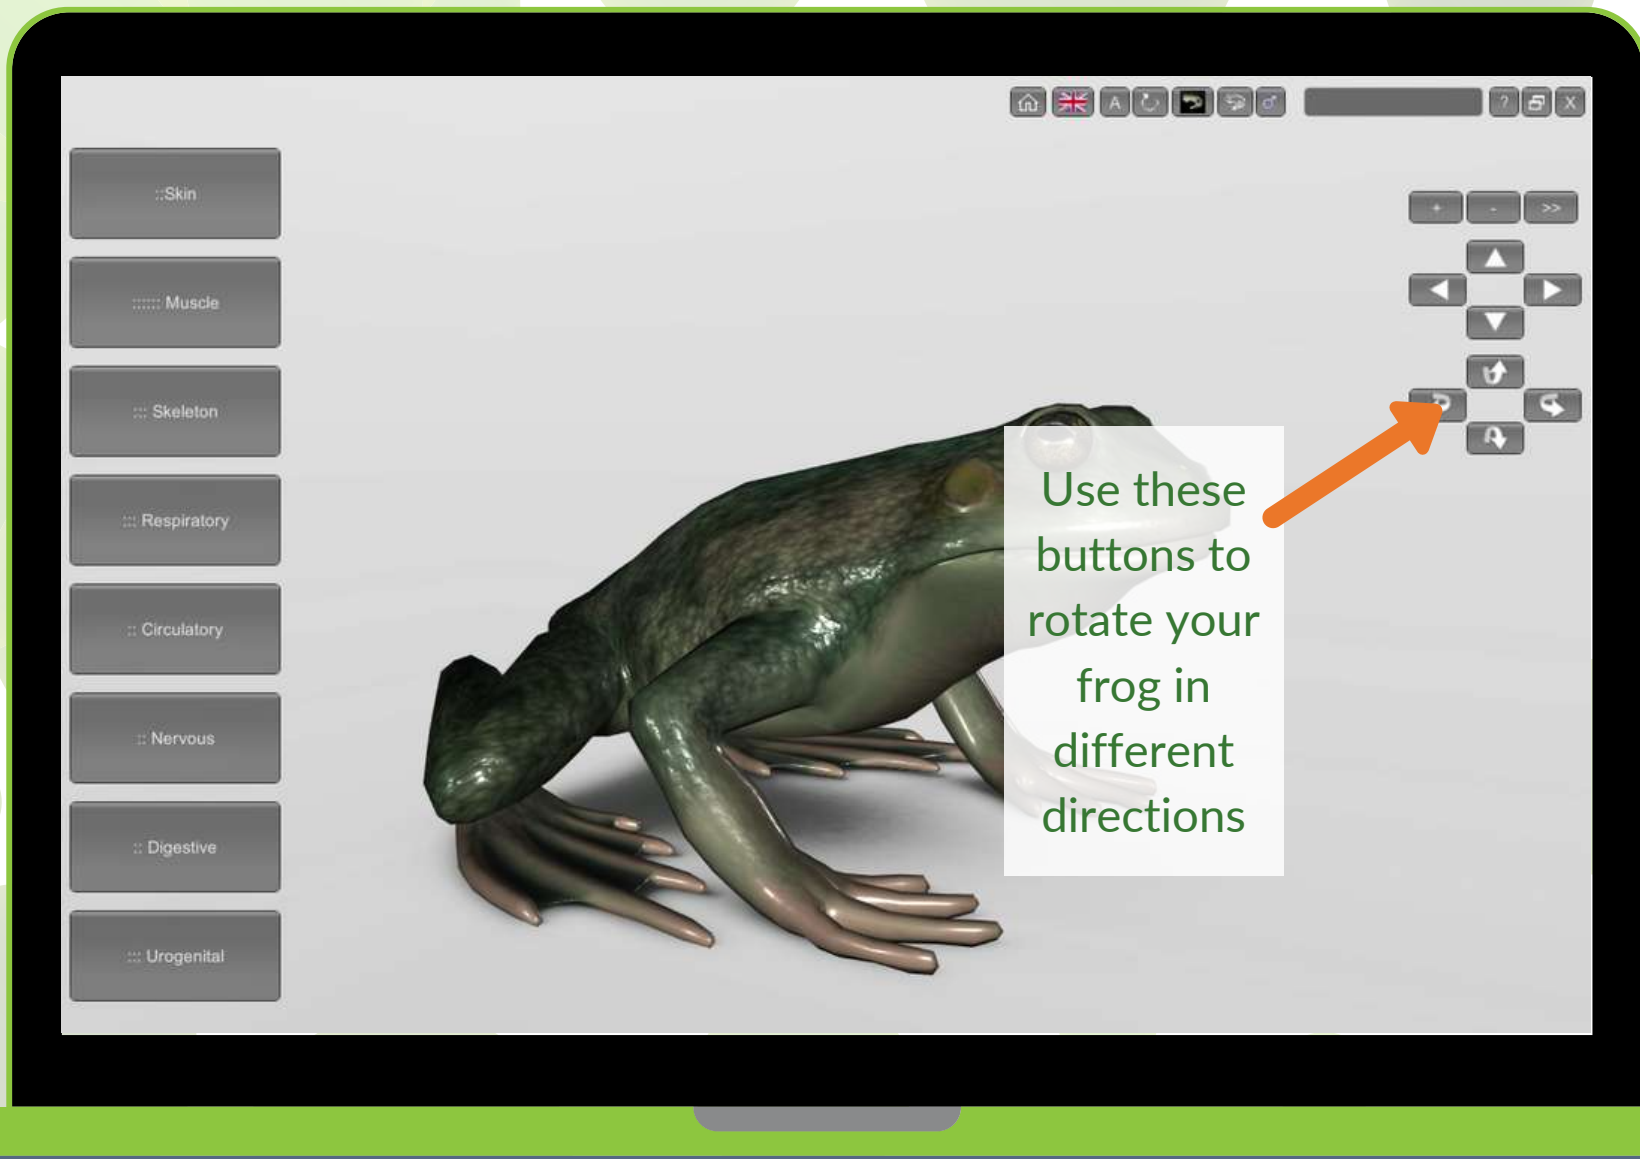 A
?
X
::Skin
:::::: Muscle
::: Skeleton
::: Respiratory
:: Circulatory
:: Nervous
:: Digestive
::: Urogenital
+
-
>>
Use these
buttons to
rotate your
frog in
different
directions